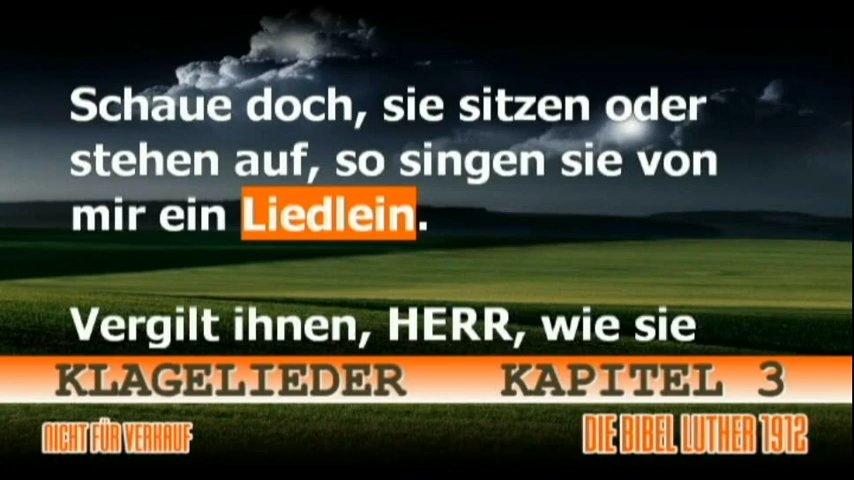 Schaue doch, sie sitzen oder
stehen auf, so singen sie von
mir ein Liedlein.
Vergilt ihnen, HERR, wie sie
KLAGELIEDER KAPITEL 3
NICHT FÜR VERKAUF DIE BIBEL LUTHER 1912